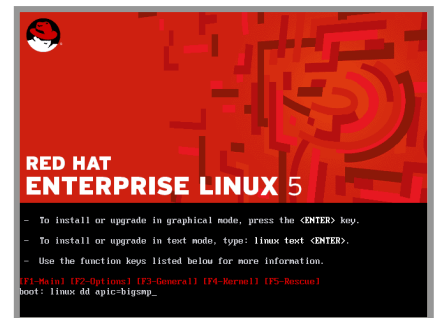 RED HAT
ENTERPRISE LINUX 5
- To install or upgrade in graphical mode, press the <ENTER> key.
- To install or upgrade in text mode, type: linux text <ENTER>.
- Use the function keys listed below for more information.
[F1-Main] [F2-Options] [F3-General] [F4-Kernel] [F5-Rescue]
boot: linux dd apic=bigsmp_